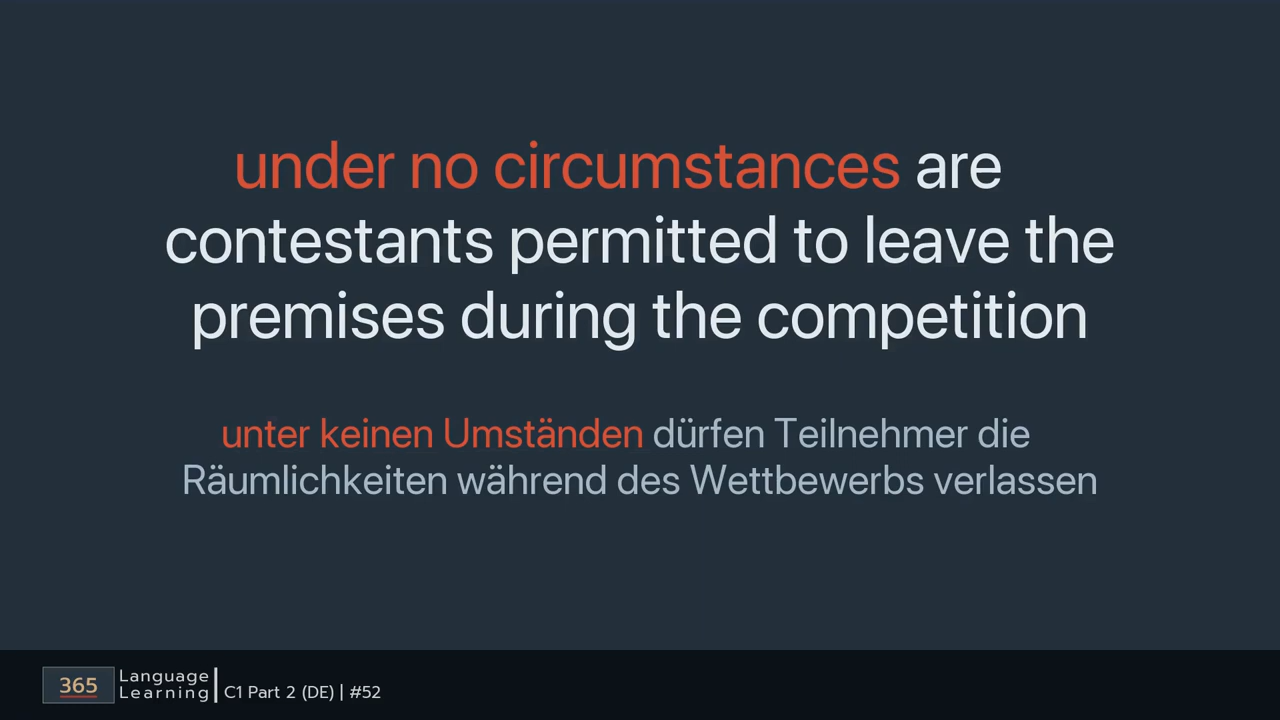 under no circumstances are
contestants permitted to leave the
premises during the competition
unter keinen Umständen dürfen Teilnehmer die
Räumlichkeiten während des Wettbewerbs verlassen
365 Language
Learning | C1 Part 2 (DE) | #52